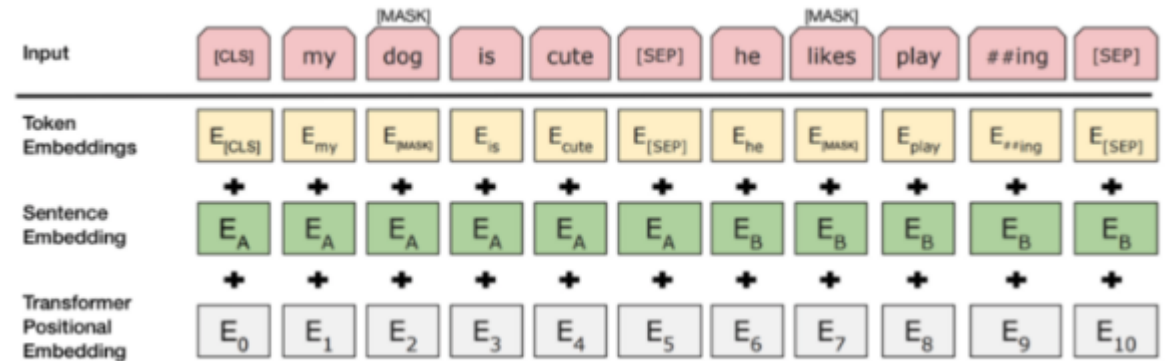 [MASK] [MASK]
Input [CLS] my dog is cute [SEP] he likes play ##ing [SEP]
Token
Embeddings
E[CLS] Emy E[MASK] Eis Ecute E[SEP] Ehe E[MASK] Eplay E##ing E[SEP]
+ + + + + + + + + + +
Sentence
Embedding
EA EA EA EA EA EA EB EB EB EB EB
+ + + + + + + + + + +
Transformer
Positional
Embedding
E0 E1 E2 E3 E4 E5 E6 E7 E8 E9 E10